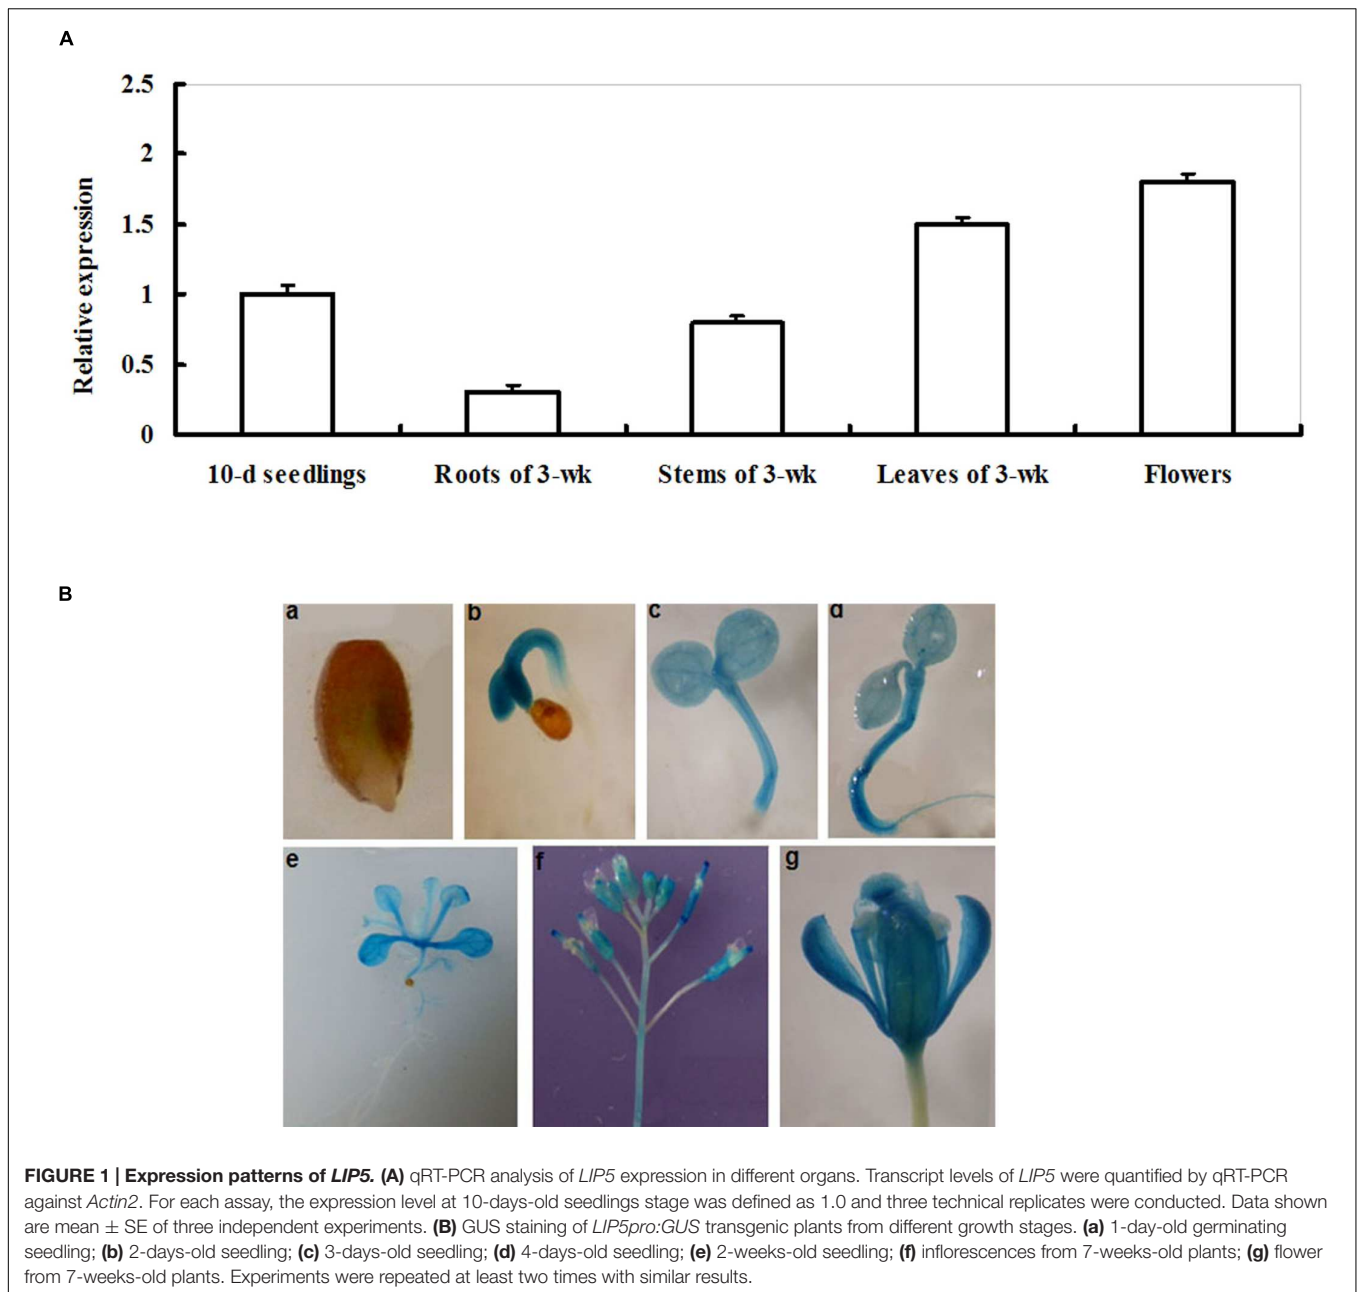 A
2.5
2
1.5
1
0.5
0
Relative expression
10-d seedlings Roots of 3-wk Stems of 3-wk Leaves of 3-wk Flowers
B
a b c d
e f g
FIGURE 1 | Expression patterns of LIP5. (A) qRT-PCR analysis of LIP5 expression in different organs. Transcript levels of LIP5 were quantified by qRT-PCR
against Actin2. For each assay, the expression level at 10-days-old seedlings stage was defined as 1.0 and three technical replicates were conducted. Data shown
are mean ± SE of three independent experiments. (B) GUS staining of LIP5pro:GUS transgenic plants from different growth stages. (a) 1-day-old germinating
seedling; (b) 2-days-old seedling; (c) 3-days-old seedling; (d) 4-days-old seedling; (e) 2-weeks-old seedling; (f) inflorescences from 7-weeks-old plants; (g) flower
from 7-weeks-old plants. Experiments were repeated at least two times with similar results.